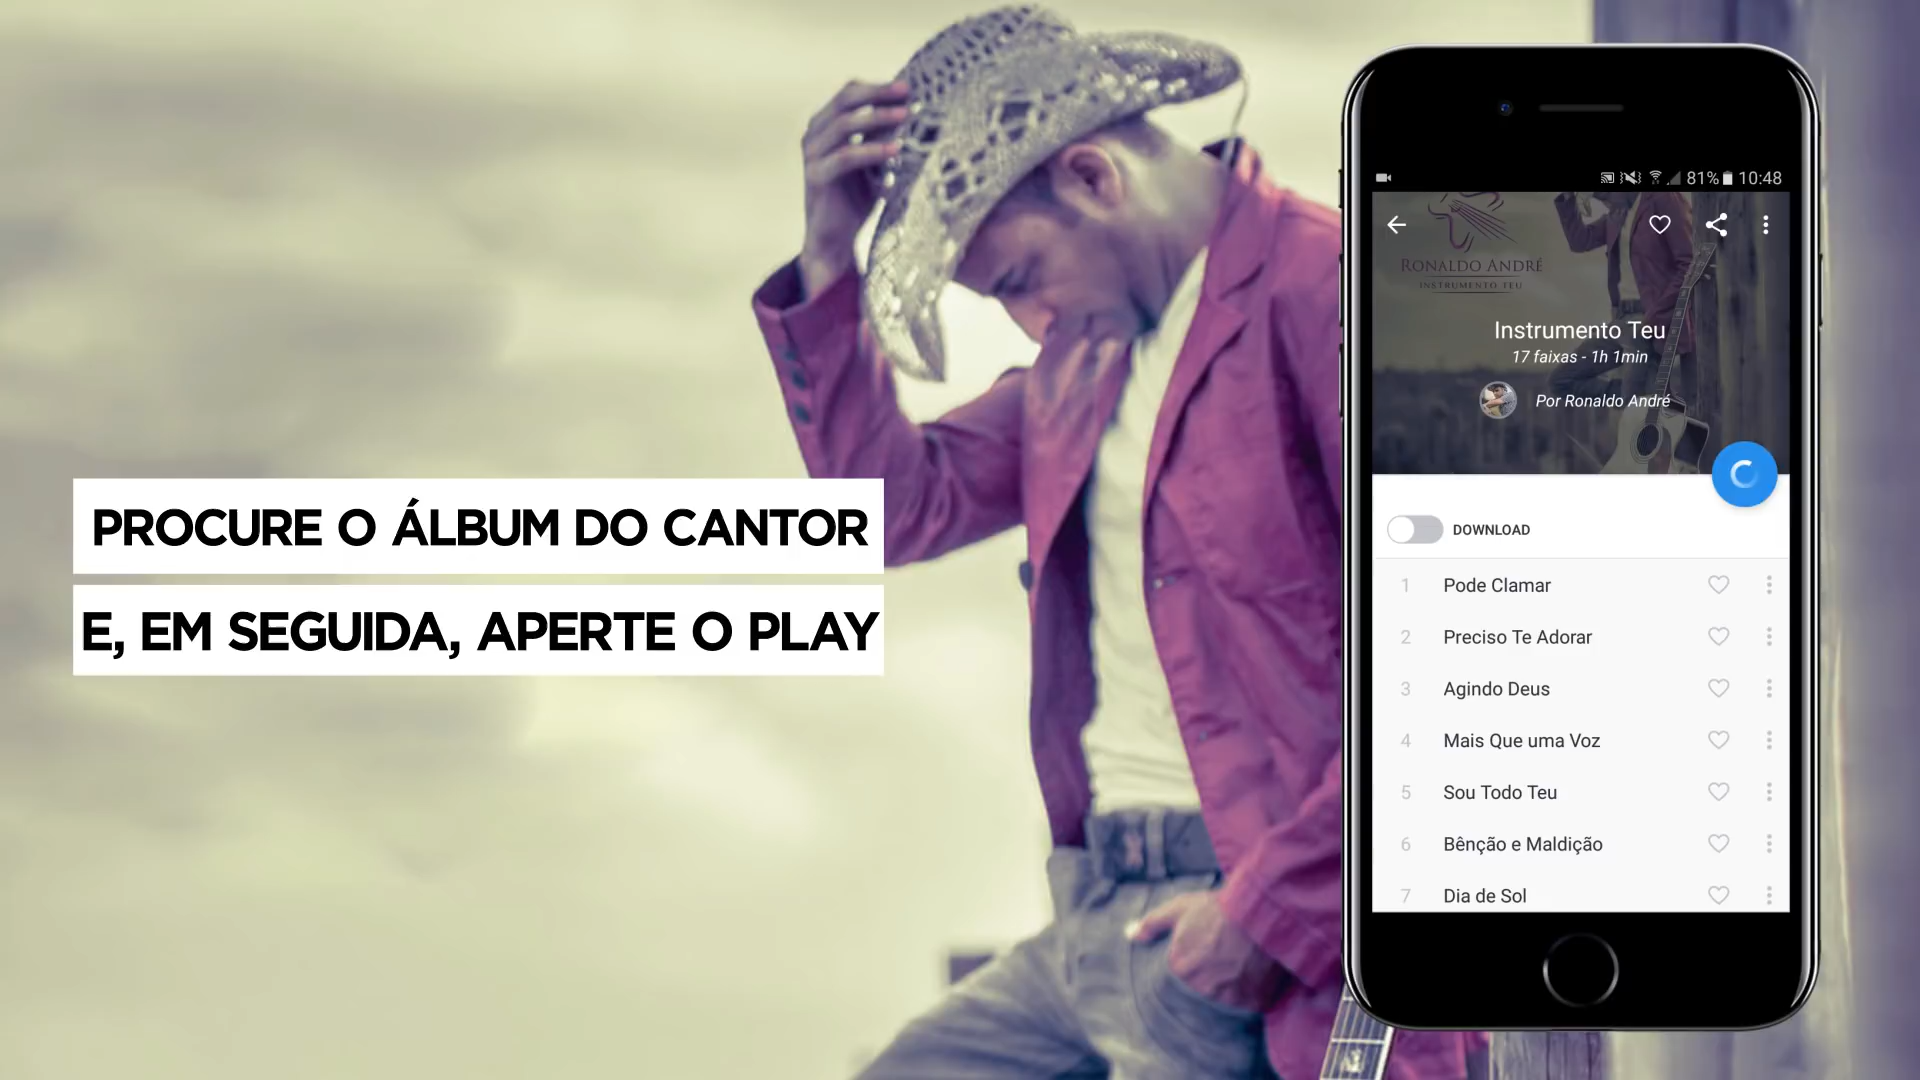 PROCURE O ÁLBUM DO CANTOR
E, EM SEGUIDA, APERTE O PLAY
81% 10:48
RONALDO ANDRÉ
INSTRUMENTO TEU
Instrumento Teu
17 faixas - 1h 1min
Por Ronaldo André
DOWNLOAD
1 Pode Clamar
2 Preciso Te Adorar
3 Agindo Deus
4 Mais Que uma Voz
5 Sou Todo Teu
6 Bênção e Maldição
7 Dia de Sol